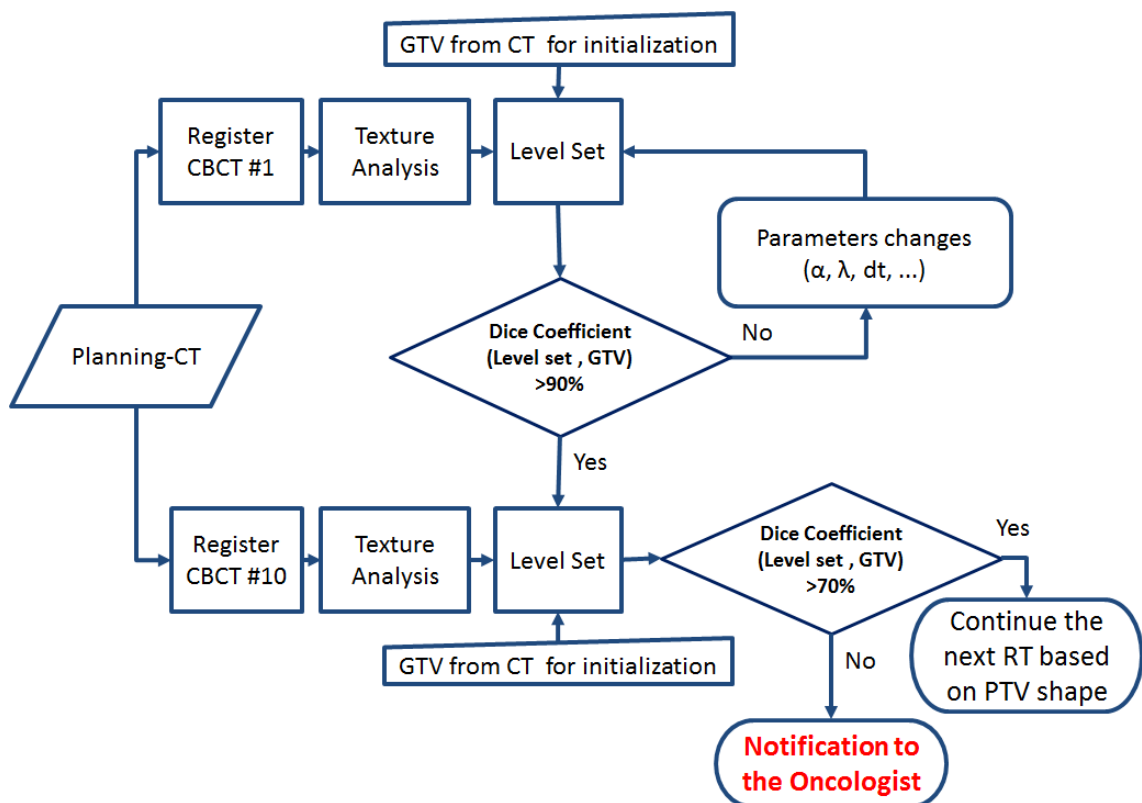 GTV from CT  for initialization
Register
CBCT #1
Texture
Analysis
Level Set
Parameters changes
(α, λ, dt, ...)
Planning-CT
Dice Coefficient
(Level set , GTV)
>90%
No
Yes
Register
CBCT #10
Texture
Analysis
Level Set
Dice Coefficient
(Level set , GTV)
>70%
Yes
Continue the
next RT based
on PTV shape
GTV from CT  for initialization
No
Notification to
the Oncologist